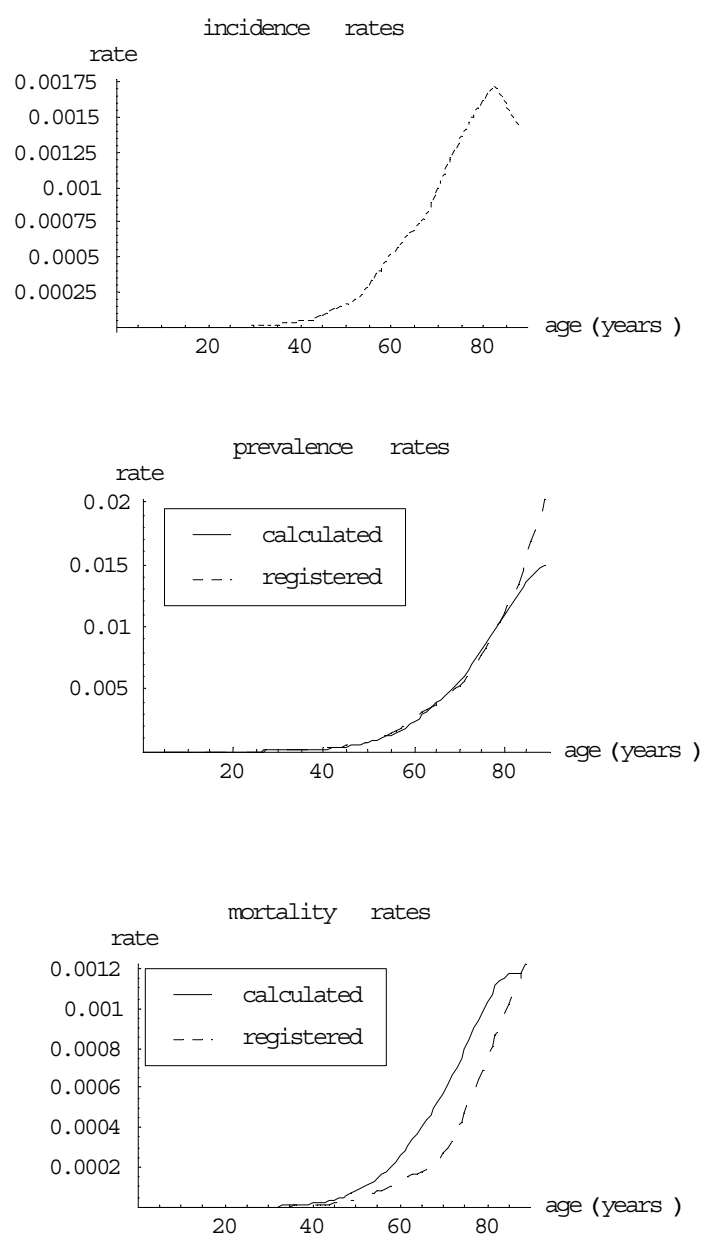 incidence rates
rate
0.00175
0.0015
0.00125
0.001
0.00075
0.0005
0.00025
20 40 60 80
age (years )
prevalence rates
rate
0.02
0.015
0.01
0.005
calculated
registered
20 40 60 80
age (years )
mortality rates
rate
0.0012
0.001
0.0008
0.0006
0.0004
0.0002
calculated
registered
20 40 60 80
age (years )